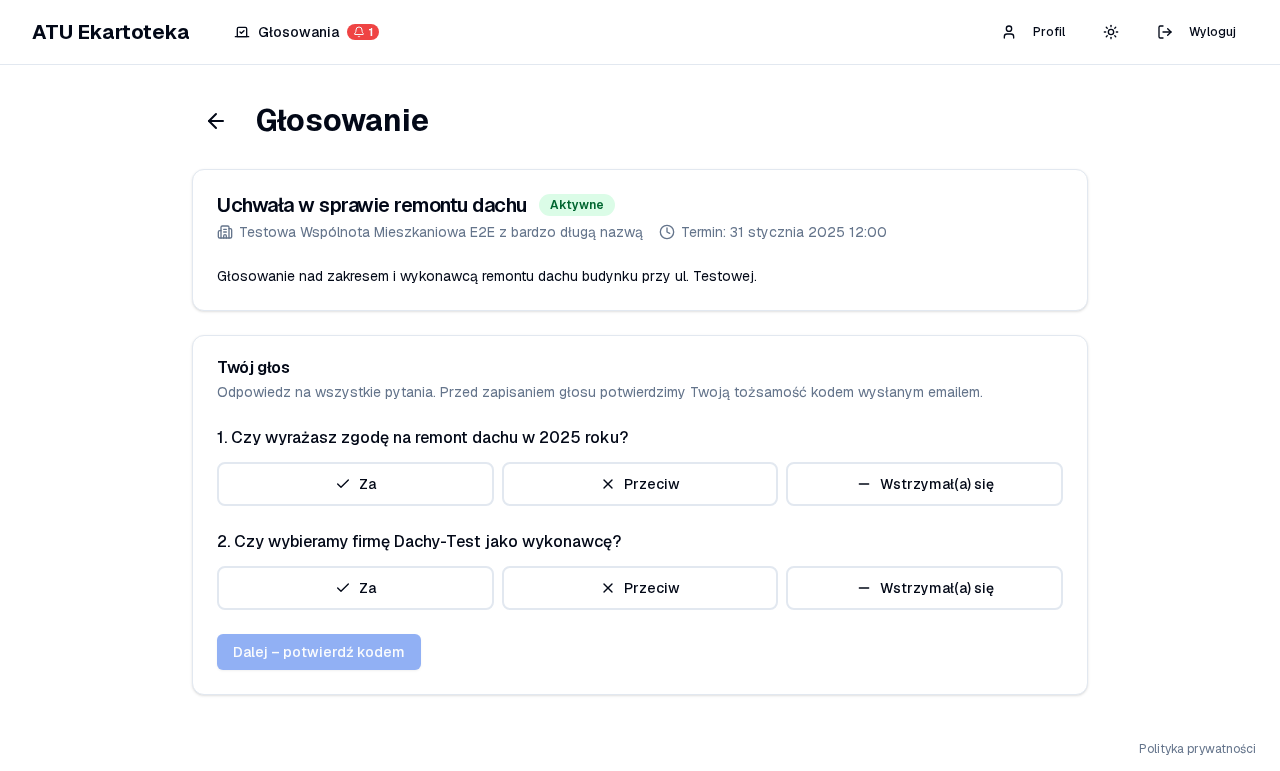 ATU Ekartoteka
Głosowania 1
Profil
Wyloguj
Głosowanie
Uchwała w sprawie remontu dachu Aktywne
Testowa Wspólnota Mieszkaniowa E2E z bardzo długą nazwą Termin: 31 stycznia 2025 12:00
Głosowanie nad zakresem i wykonawcą remontu dachu budynku przy ul. Testowej.
Twój głos
Odpowiedz na wszystkie pytania. Przed zapisaniem głosu potwierdzimy Twoją tożsamość kodem wysłanym emailem.
1. Czy wyrażasz zgodę na remont dachu w 2025 roku?
Za Przeciw Wstrzymał(a) się
2. Czy wybieramy firmę Dachy-Test jako wykonawcę?
Za Przeciw Wstrzymał(a) się
Dalej – potwierdź kodem
Polityka prywatności